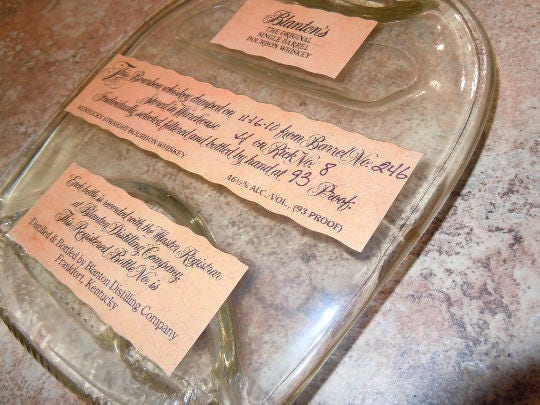 Blanton's
THE ORIGINAL
SINGLE BARREL
BOURBON WHISKEY
This Bourbon whiskey dumped on 11-16-10 from Barrel No. 246
Stored in Warehouse H on Rick No. 8
Individually selected, filtered and bottled by hand at 93 Proof.
KENTUCKY STRAIGHT BOURBON WHISKEY 46½% ALC./VOL. (93 PROOF)
Each bottle is recorded with the Master Registrar
at Blanton Distilling Company.
This Registered Bottle No. is
Distilled & Bottled by Blanton Distilling Company
Frankfort, Kentucky